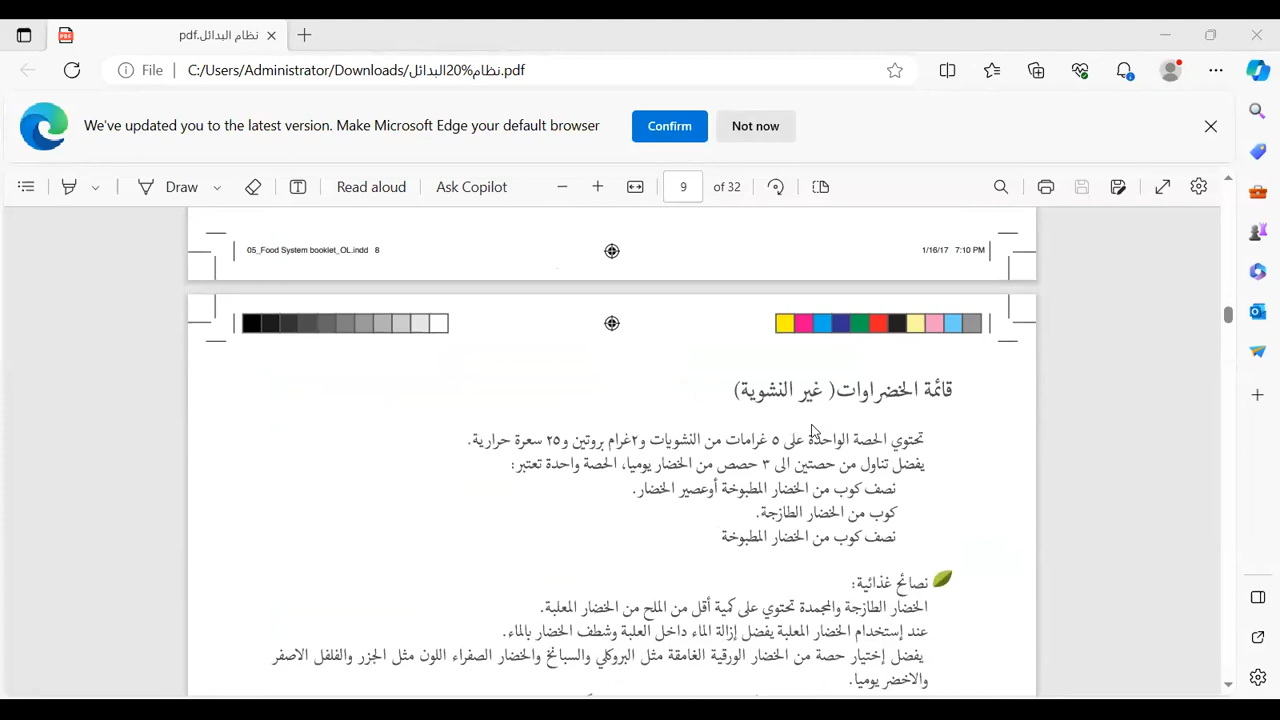 نظام البدائل.pdf
File
C:/Users/Administrator/Downloads/نظام%20البدائل.pdf
We've updated you to the latest version. Make Microsoft Edge your default browser
Confirm
Not now
Draw
Read aloud
Ask Copilot
9
of 32
05_Food System booklet_OL.indd 8
1/16/17 7:10 PM
قائمة الخضراوات( غير النشوية)
تحتوي الحصة الواحدة على ٥ غرامات من النشويات و٢غرام بروتين و٢٥ سعرة حرارية.
يفضل تناول من حصتين الى ٣ حصص من الخضار يوميا، الحصة واحدة تعتبر:
نصف كوب من الخضار المطبوخة أوعصير الخضار.
كوب من الخضار الطازجة.
نصف كوب من الخضار المطبوخة
نصائح غذائية:
الخضار الطازجة والمجمدة تحتوي على كمية أقل من الملح من الخضار المعلبة.
عند إستخدام الخضار المعلبة يفضل إزالة الماء داخل العلبة وشطف الخضار بالماء.
يفضل إختيار حصة من الخضار الورقية الغامقة مثل البروكلي والسبانخ والخضار الصفراء اللون مثل الجزر والفلفل الاصفر
والاخضر يوميا.